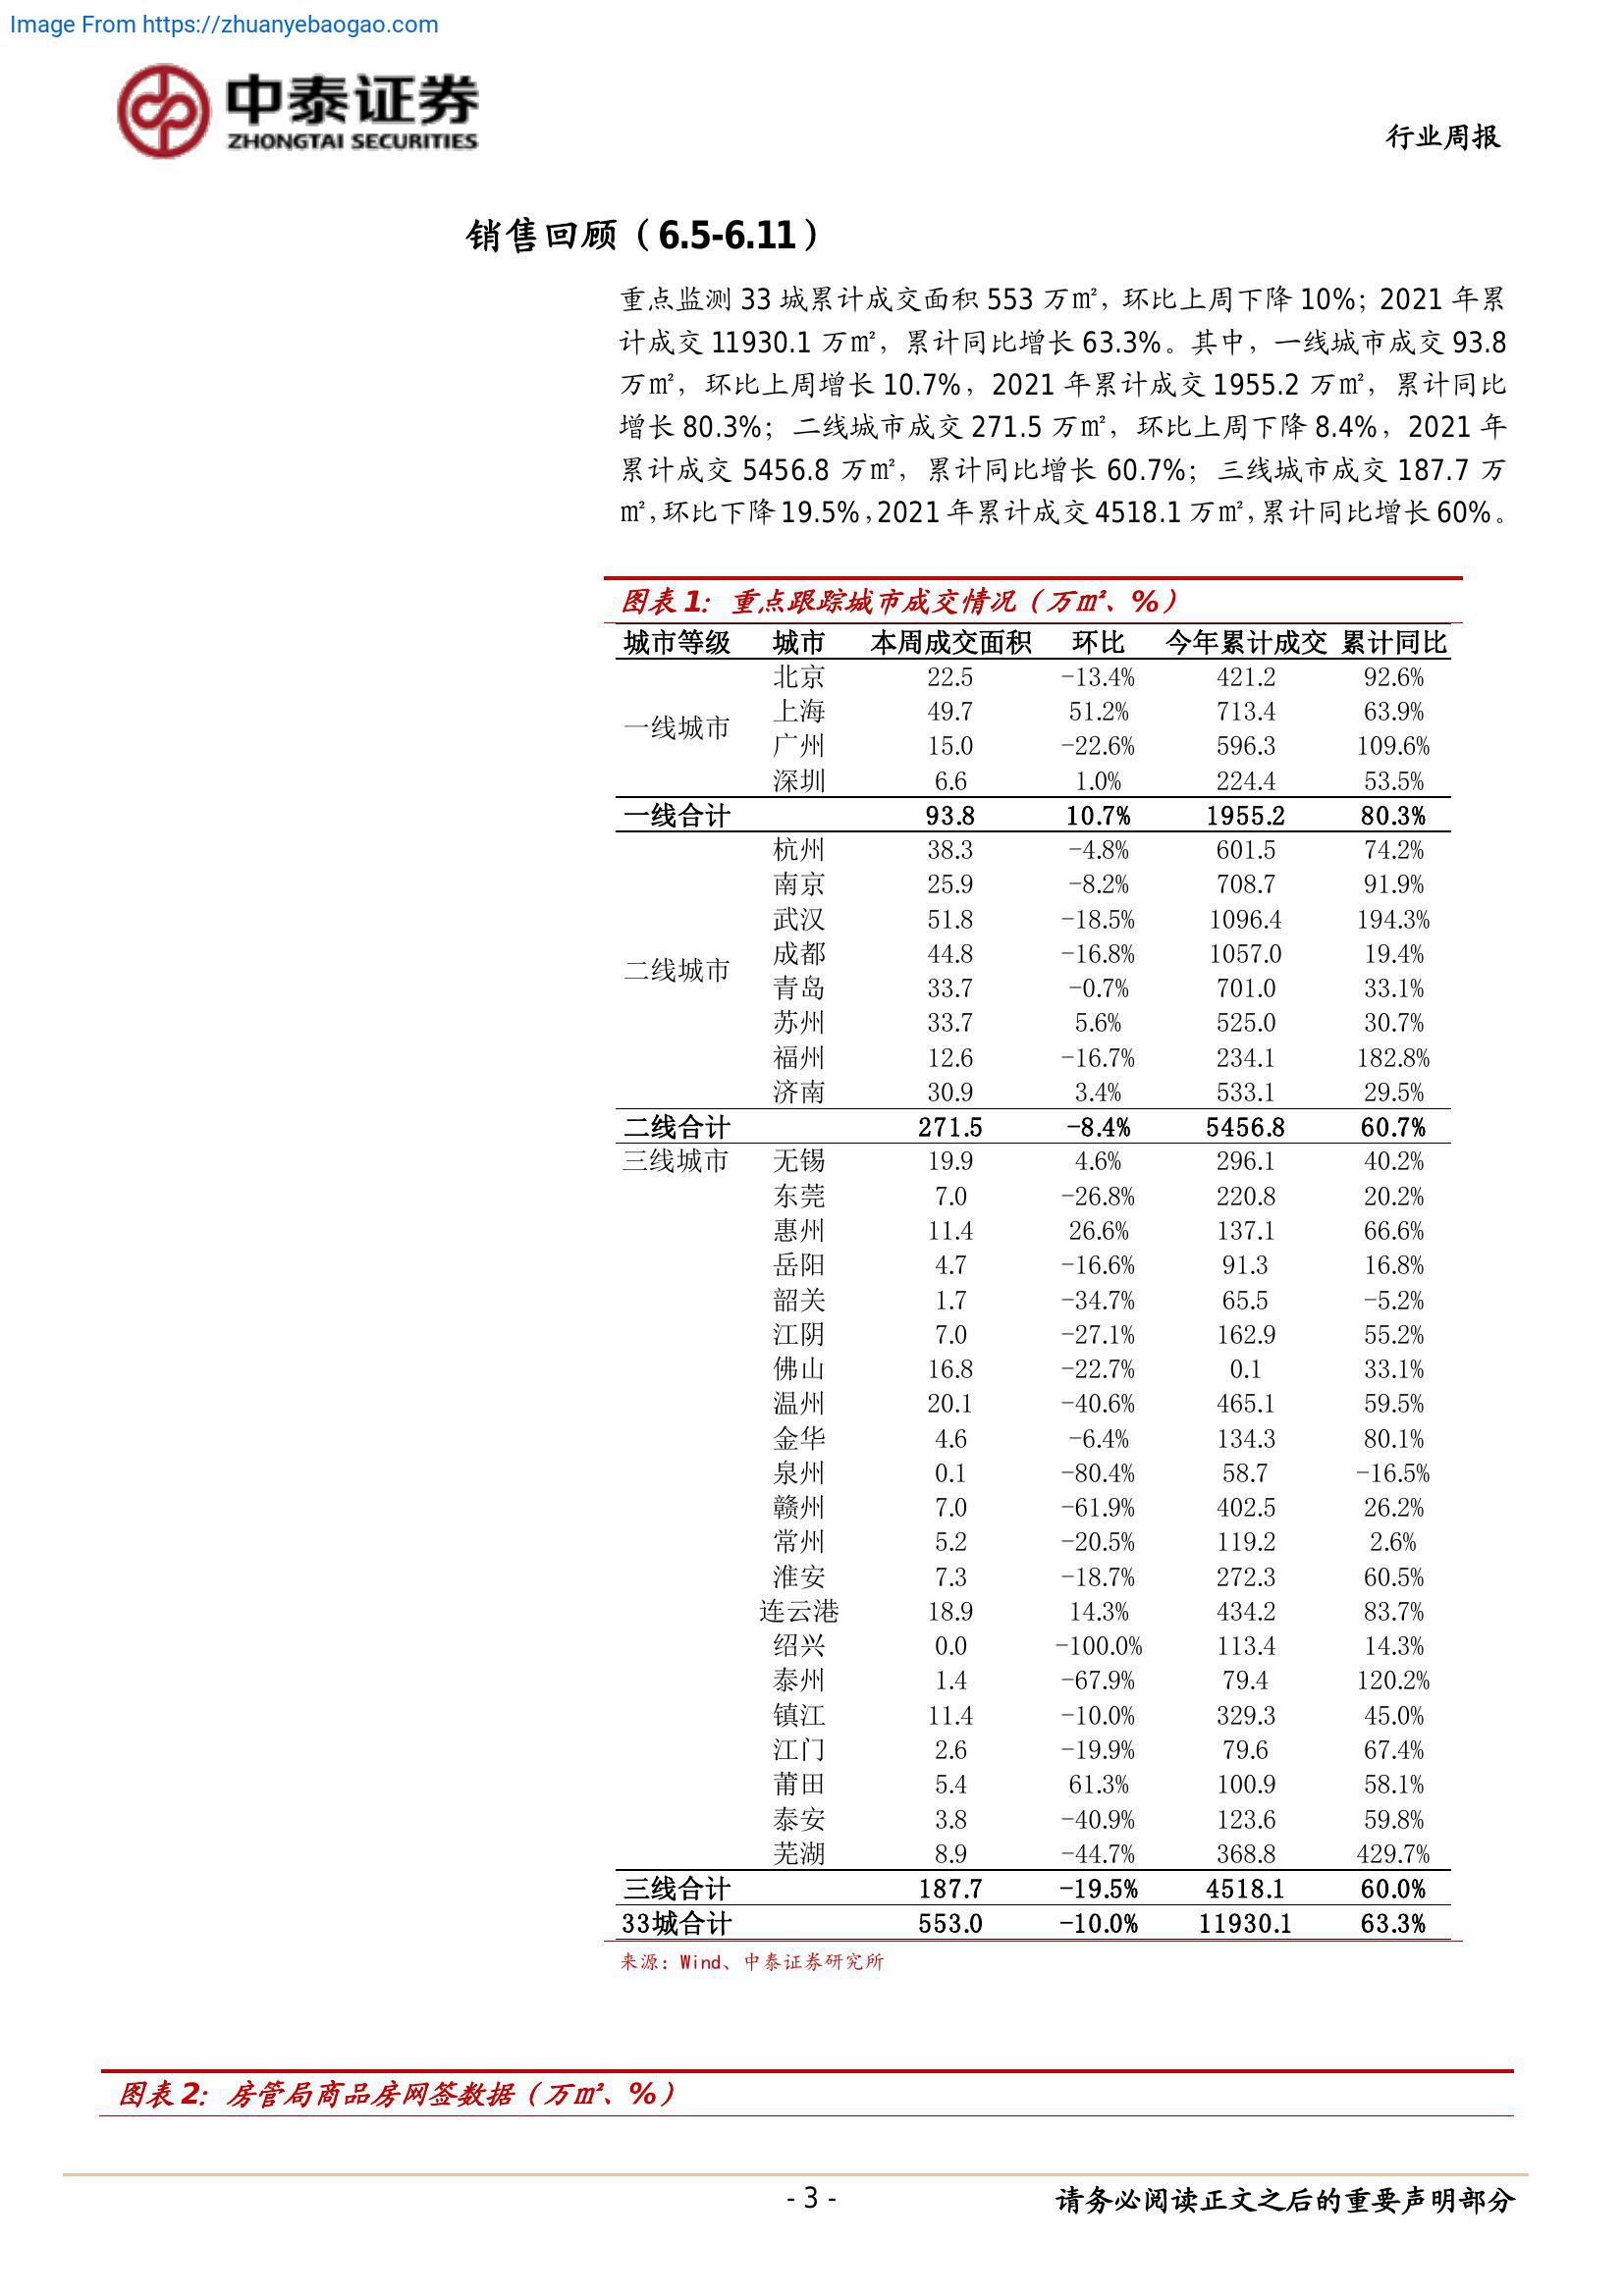 Image From https://zhuanyebaogao.com
中泰证券
ZHONGTAI SECURITIES
行业周报
销售回顾（6.5-6.11）
重点监测 33 城累计成交面积 553 万㎡，环比上周下降 10%；2021 年累
计成交 11930.1 万㎡，累计同比增长 63.3%。其中，一线城市成交 93.8
万㎡，环比上周增长 10.7%，2021 年累计成交 1955.2 万㎡，累计同比
增长 80.3%；二线城市成交 271.5 万㎡，环比上周下降 8.4%，2021 年
累计成交 5456.8 万㎡，累计同比增长 60.7%；三线城市成交 187.7 万
㎡，环比下降 19.5%，2021 年累计成交 4518.1 万㎡，累计同比增长 60%。
图表 1：重点跟踪城市成交情况（万㎡、%）
城市等级 城市 本周成交面积 环比 今年累计成交 累计同比
北京 22.5 -13.4% 421.2 92.6%
上海 49.7 51.2% 713.4 63.9%
一线城市
广州 15.0 -22.6% 596.3 109.6%
深圳 6.6 1.0% 224.4 53.5%
一线合计 93.8 10.7% 1955.2 80.3%
杭州 38.3 -4.8% 601.5 74.2%
南京 25.9 -8.2% 708.7 91.9%
武汉 51.8 -18.5% 1096.4 194.3%
成都 44.8 -16.8% 1057.0 19.4%
二线城市
青岛 33.7 -0.7% 701.0 33.1%
苏州 33.7 5.6% 525.0 30.7%
福州 12.6 -16.7% 234.1 182.8%
济南 30.9 3.4% 533.1 29.5%
二线合计 271.5 -8.4% 5456.8 60.7%
三线城市 无锡 19.9 4.6% 296.1 40.2%
东莞 7.0 -26.8% 220.8 20.2%
惠州 11.4 26.6% 137.1 66.6%
岳阳 4.7 -16.6% 91.3 16.8%
韶关 1.7 -34.7% 65.5 -5.2%
江阴 7.0 -27.1% 162.9 55.2%
佛山 16.8 -22.7% 0.1 33.1%
温州 20.1 -40.6% 465.1 59.5%
金华 4.6 -6.4% 134.3 80.1%
泉州 0.1 -80.4% 58.7 -16.5%
赣州 7.0 -61.9% 402.5 26.2%
常州 5.2 -20.5% 119.2 2.6%
淮安 7.3 -18.7% 272.3 60.5%
连云港 18.9 14.3% 434.2 83.7%
绍兴 0.0 -100.0% 113.4 14.3%
泰州 1.4 -67.9% 79.4 120.2%
镇江 11.4 -10.0% 329.3 45.0%
江门 2.6 -19.9% 79.6 67.4%
莆田 5.4 61.3% 100.9 58.1%
泰安 3.8 -40.9% 123.6 59.8%
芜湖 8.9 -44.7% 368.8 429.7%
三线合计 187.7 -19.5% 4518.1 60.0%
33城合计 553.0 -10.0% 11930.1 63.3%
来源：Wind、中泰证券研究所
图表 2：房管局商品房网签数据（万㎡、%）
- 3 -
请务必阅读正文之后的重要声明部分